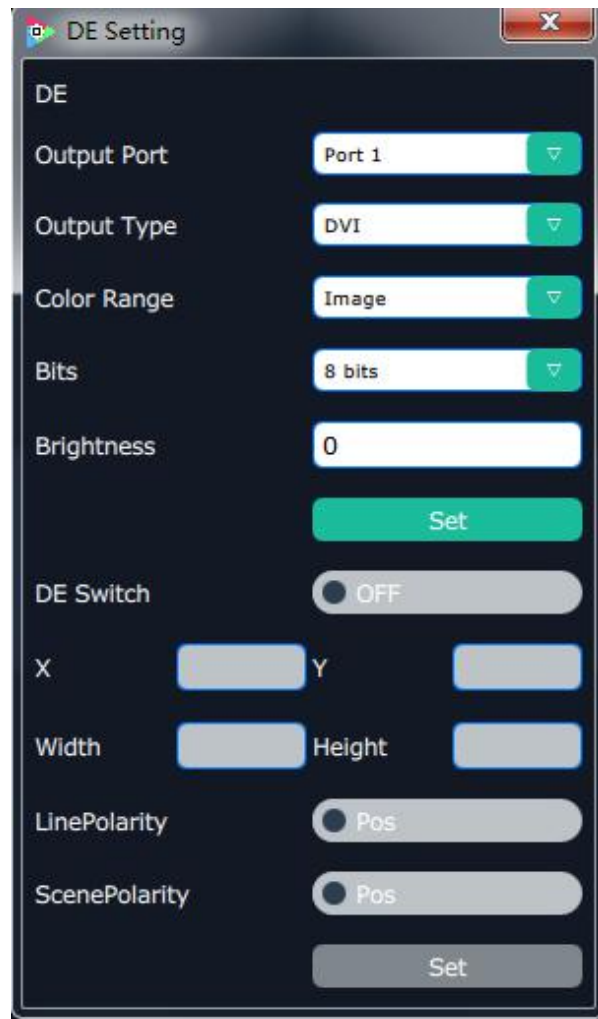 DE Setting
DE
Output Port Port 1
Output Type DVI
Color Range Image
Bits 8 bits
Brightness 0
Set
DE Switch OFF
X Y
Width Height
LinePolarity Pos
ScenePolarity Pos
Set